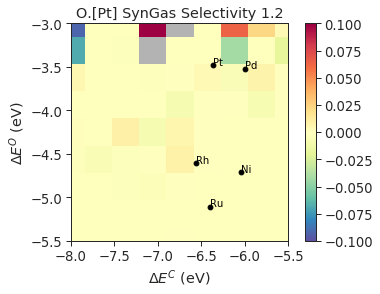 O.[Pt] SynGas Selectivity 1.2
−3.0
−3.5
−4.0
−4.5
−5.0
−5.5
ΔE^O (eV)
−8.0 −7.5 −7.0 −6.5 −6.0 −5.5
ΔE^C (eV)
Pt
Pd
Rh
Ni
Ru
0.100
0.075
0.050
0.025
0.000
−0.025
−0.050
−0.075
−0.100